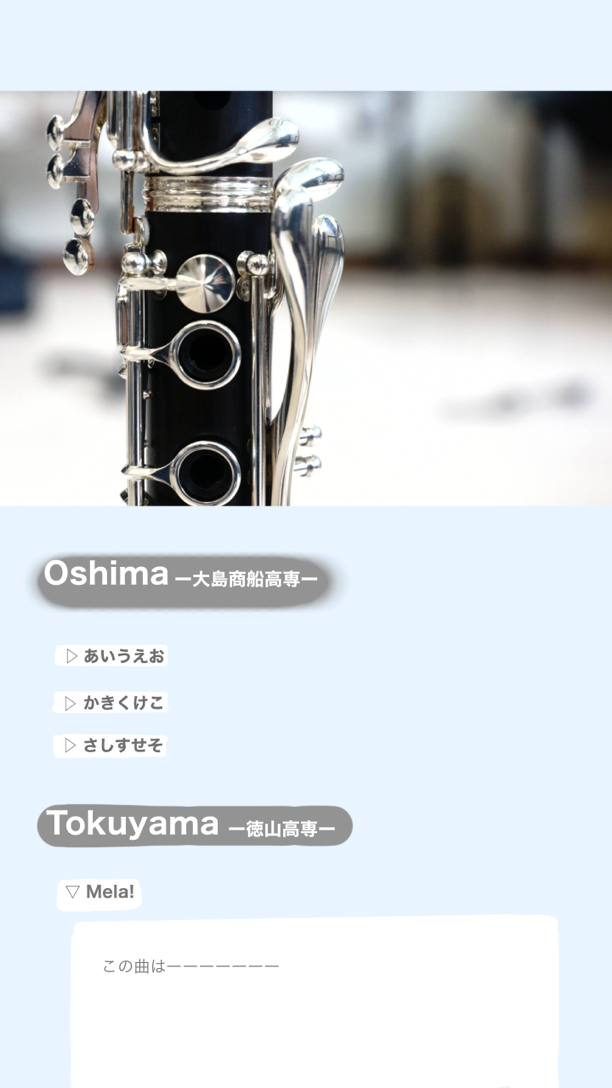 Oshima ー大島商船高専ー
▷ あいうえお
▷ かきくけこ
▷ さしすせそ
Tokuyama ー徳山高専ー
▽ Mela!
この曲はーーーーーーー